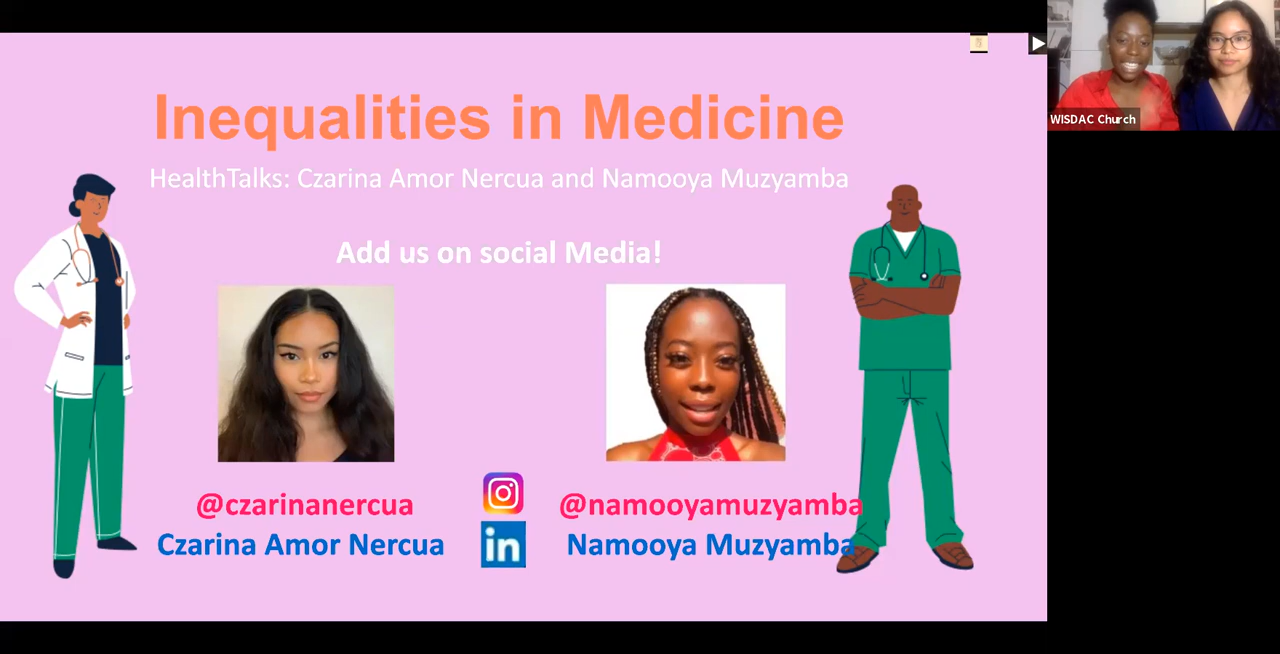 Inequalities in Medicine
HealthTalks: Czarina Amor Nercua and Namooya Muzyamba
Add us on social Media!
@czarinanercua
@namooyamuzyamba
Czarina Amor Nercua
in
Namooya Muzyamba
WISDAC Church